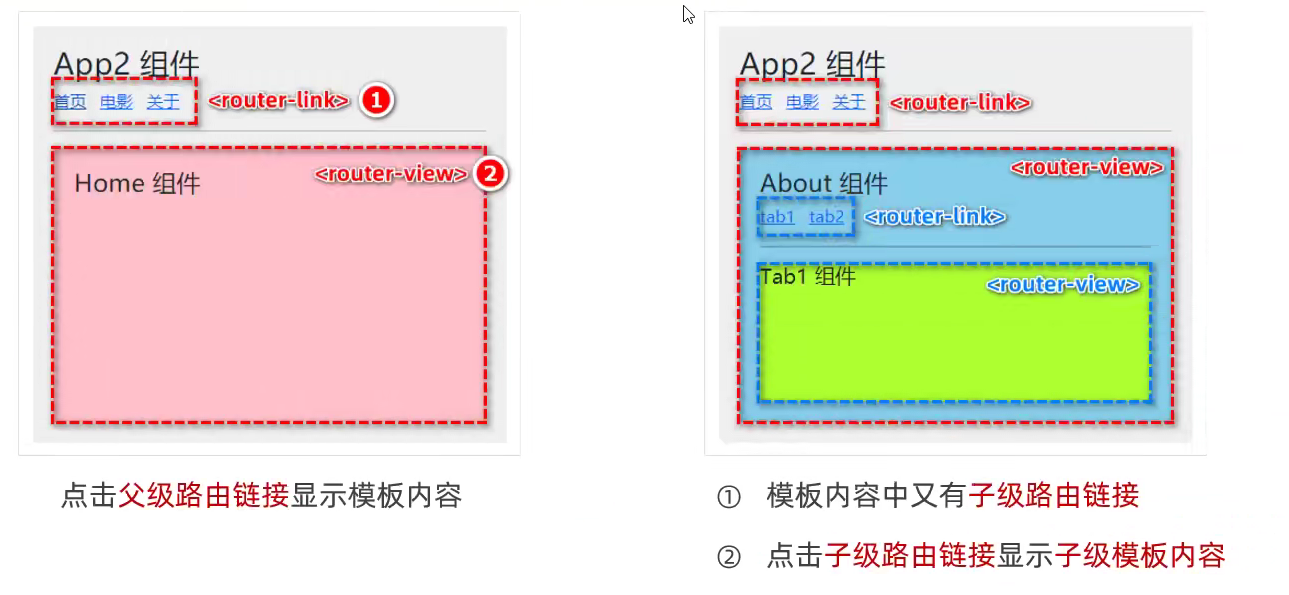 App2 组件
首页 电影 关于 <router-link> 1
<router-view> 2
Home 组件
点击父级路由链接显示模板内容
App2 组件
首页 电影 关于 <router-link>
<router-view>
About 组件
tab1 tab2 <router-link>
Tab1 组件 <router-view>
① 模板内容中又有子级路由链接
② 点击子级路由链接显示子级模板内容